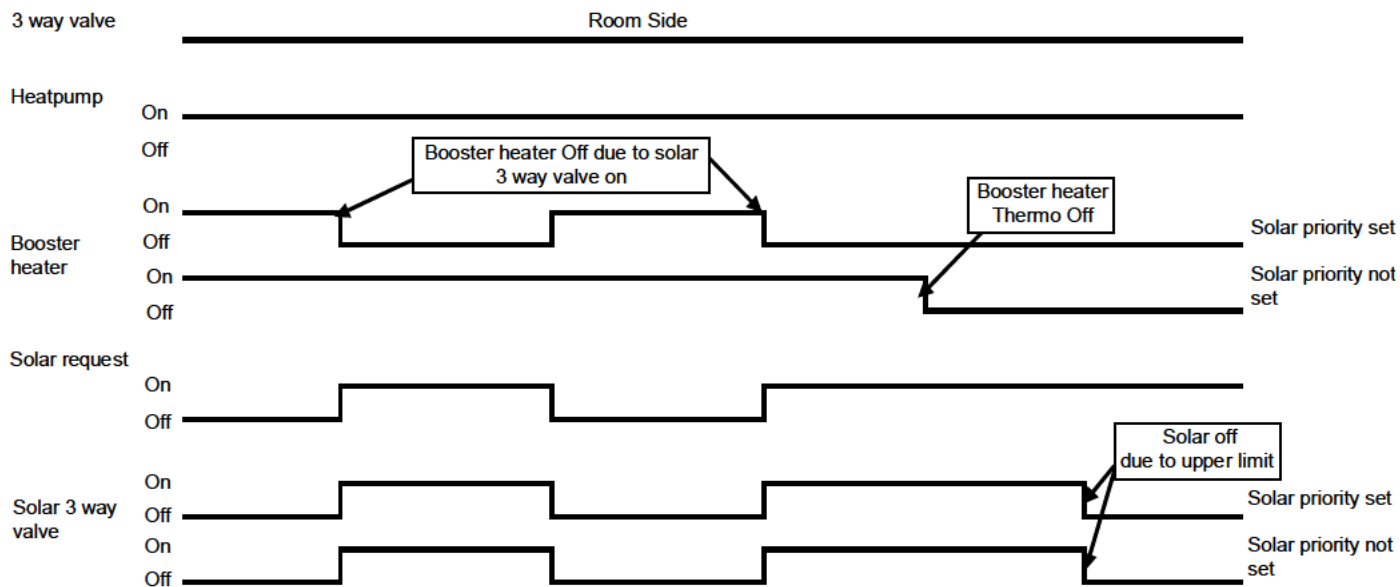 3 way valve
Room Side
Heatpump
On
Off
Booster heater Off due to solar
3 way valve on
Booster heater
Thermo Off
On
Off
Solar priority set
Booster
heater
On
Off
Solar priority not
set
Solar request
On
Off
Solar off
due to upper limit
On
Off
Solar priority set
Solar 3 way
valve
On
Off
Solar priority not
set